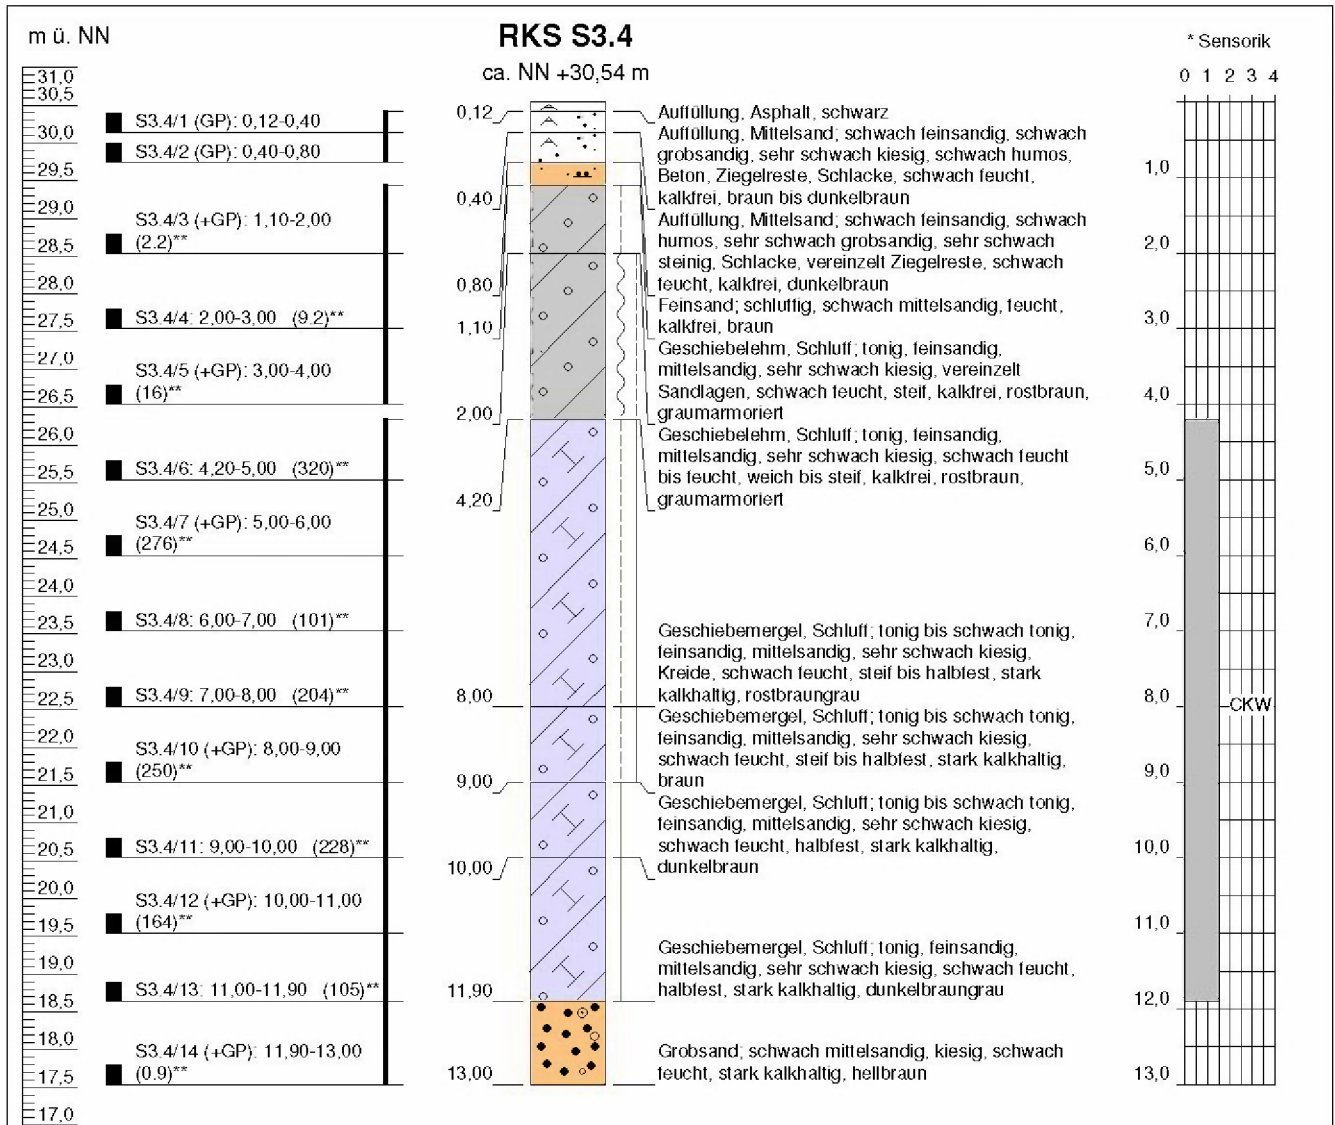 m ü. NN
31,0
30,5
30,0
29,5
29,0
28,5
28,0
27,5
27,0
26,5
26,0
25,5
25,0
24,5
24,0
23,5
23,0
22,5
22,0
21,5
21,0
20,5
20,0
19,5
19,0
18,5
18,0
17,5
17,0
S3.4/1 (GP): 0,12-0,40
S3.4/2 (GP): 0,40-0,80
S3.4/3 (+GP): 1,10-2,00
(2.2)**
S3.4/4: 2,00-3,00 (9.2)**
S3.4/5 (+GP): 3,00-4,00
(16)**
S3.4/6: 4,20-5,00 (320)**
S3.4/7 (+GP): 5,00-6,00
(276)**
S3.4/8: 6,00-7,00 (101)**
S3.4/9: 7,00-8,00 (204)**
S3.4/10 (+GP): 8,00-9,00
(250)**
S3.4/11: 9,00-10,00 (228)**
S3.4/12 (+GP): 10,00-11,00
(164)**
S3.4/13: 11,00-11,90 (105)**
S3.4/14 (+GP): 11,90-13,00
(0.9)**
RKS S3.4
ca. NN +30,54 m
0,12
0,40
0,80
1,10
2,00
4,20
8,00
9,00
10,00
11,90
13,00
Auffüllung, Asphalt, schwarz
Auffüllung, Mittelsand; schwach feinsandig, schwach
grobsandig, sehr schwach kiesig, schwach humos,
Beton, Ziegelreste, Schlacke, schwach feucht,
kalkfrei, braun bis dunkelbraun
Auffüllung, Mittelsand; schwach feinsandig, schwach
humos, sehr schwach grobsandig, sehr schwach
steinig, Schlacke, vereinzelt Ziegelreste, schwach
feucht, kalkfrei, dunkelbraun
Feinsand; schluffig, schwach mittelsandig, feucht,
kalkfrei, braun
Geschiebelehm, Schluff; tonig, feinsandig,
mittelsandig, sehr schwach kiesig, vereinzelt
Sandlagen, schwach feucht, steif, kalkfrei, rostbraun,
graumarmoriert
Geschiebelehm, Schluff; tonig, feinsandig,
mittelsandig, sehr schwach kiesig, schwach feucht
bis feucht, weich bis steif, kalkfrei, rostbraun,
graumarmoriert
Geschiebemergel, Schluff; tonig bis schwach tonig,
feinsandig, mittelsandig, sehr schwach kiesig,
Kreide, schwach feucht, steif bis halbfest, stark
kalkhaltig, rostbraungrau
Geschiebemergel, Schluff; tonig bis schwach tonig,
feinsandig, mittelsandig, sehr schwach kiesig,
schwach feucht, steif bis halbfest, stark kalkhaltig,
braun
Geschiebemergel, Schluff; tonig bis schwach tonig,
feinsandig, mittelsandig, sehr schwach kiesig,
schwach feucht, halbfest, stark kalkhaltig,
dunkelbraun
Geschiebemergel, Schluff; tonig, feinsandig,
mittelsandig, sehr schwach kiesig, schwach feucht,
halbfest, stark kalkhaltig, dunkelbraungrau
Grobsand; schwach mittelsandig, kiesig, schwach
feucht, stark kalkhaltig, hellbraun
* Sensorik
0 1 2 3 4
1,0
2,0
3,0
4,0
5,0
6,0
7,0
8,0
CKW
9,0
10,0
11,0
12,0
13,0